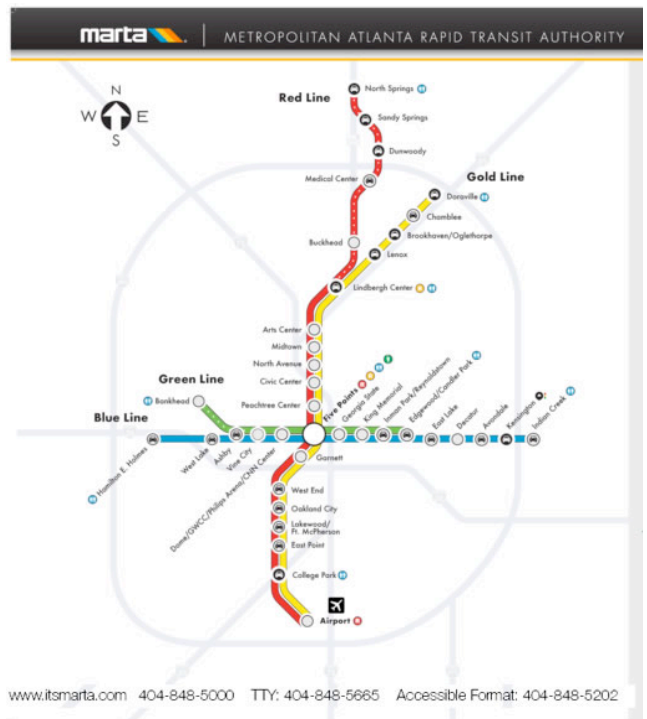 marta | METROPOLITAN ATLANTA RAPID TRANSIT AUTHORITY
N
W E
S
Red Line
North Springs
Sandy Springs
Dunwoody
Medical Center
Gold Line
Doraville
Chamblee
Brookhaven/Oglethorpe
Buckhead
Lenox
Lindbergh Center
Arts Center
Midtown
North Avenue
Civic Center
Peachtree Center
Green Line
Bankhead
Blue Line
Hamilton E. Holmes
West Lake
Ashby
Vine City
Dome/GWCC/Philips Arena/CNN Center
Five Points
Georgia State
King Memorial
Inman Park/Reynoldstown
Edgewood/Candler Park
East Lake
Decatur
Avondale
Kensington
Indian Creek
Garnett
West End
Oakland City
Lakewood/
Ft. McPherson
East Point
College Park
Airport
www.itsmarta.com 404-848-5000 TTY: 404-848-5665 Accessible Format: 404-848-5202